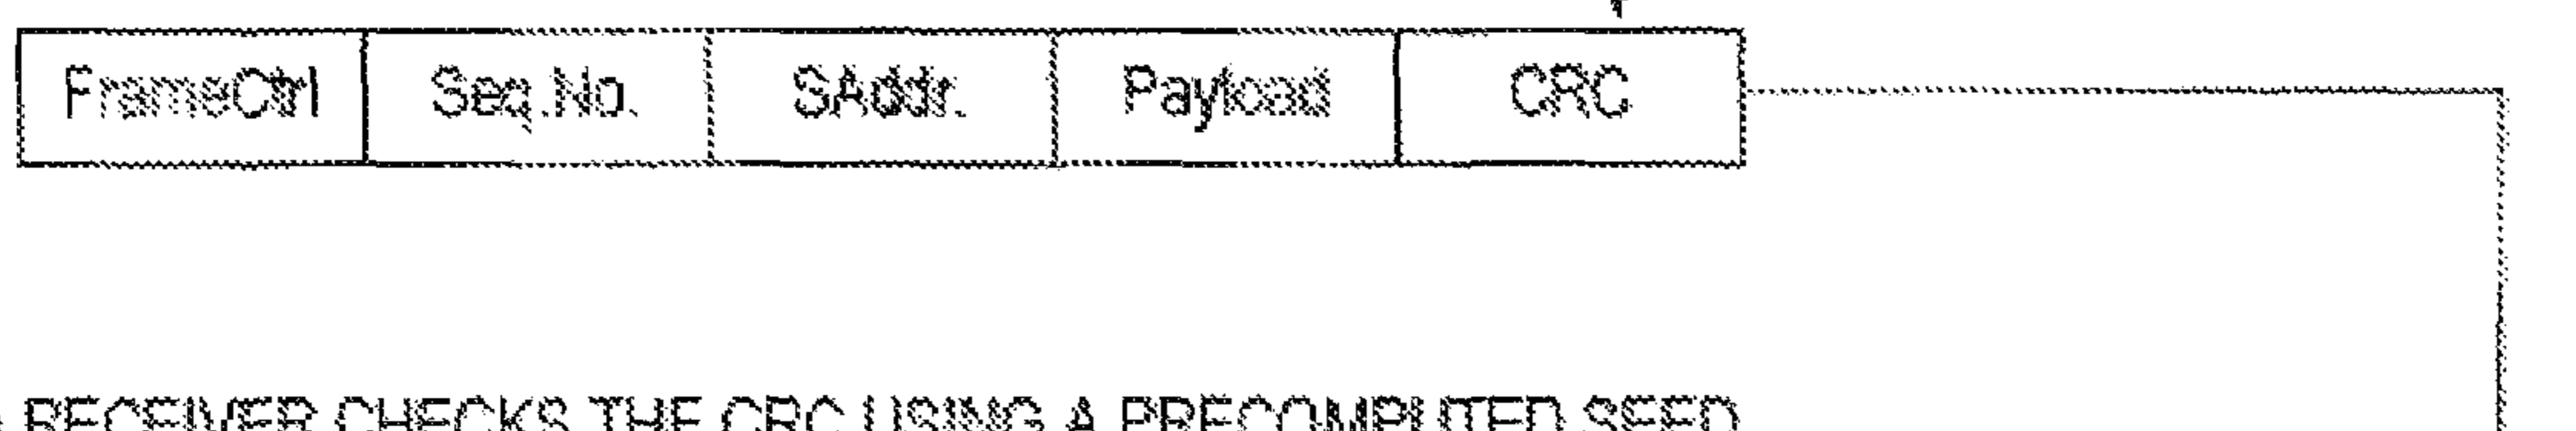 FrameCtrl Seq.No. SAddr. Payload CRC
RECEIVER CHECKS THE CRC USING A PRECOMPUTED SEED